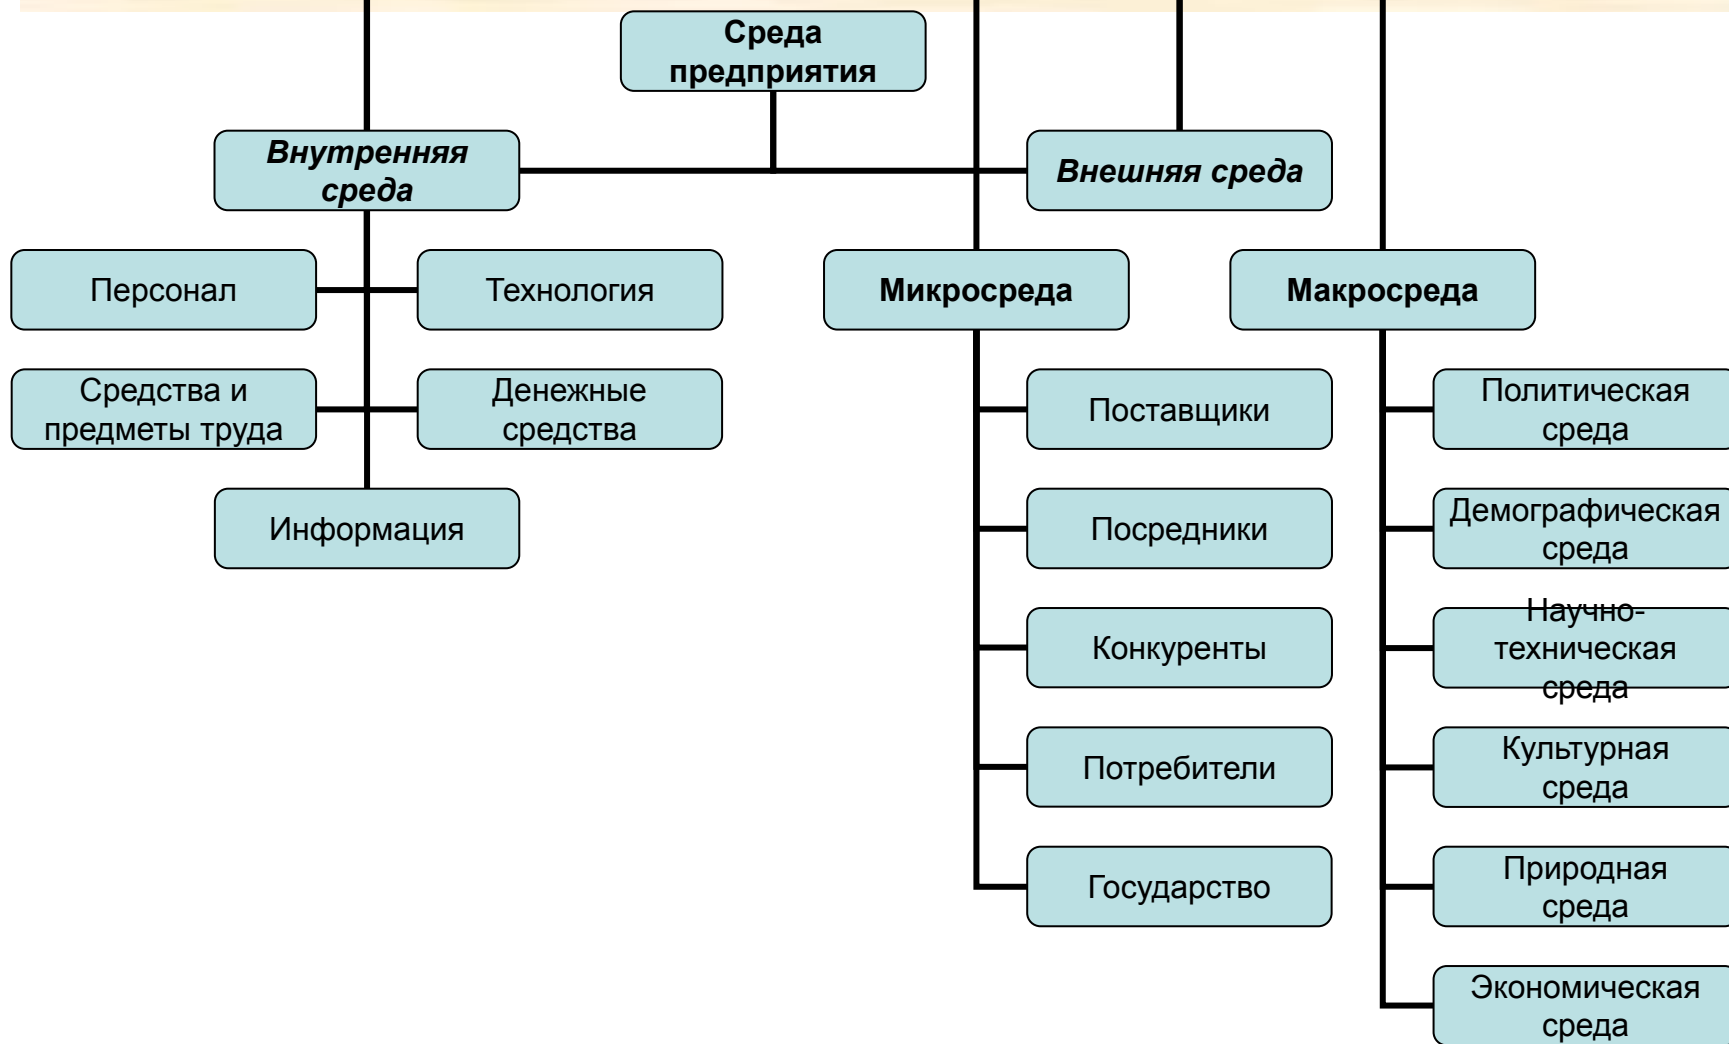 Среда
предприятия
Внутренняя
среда
Внешняя среда
Персонал
Технология
Микросреда
Макросреда
Средства и
предметы труда
Денежные
средства
Поставщики
Политическая
среда
Информация
Посредники
Демографическая
среда
Конкуренты
Научно-
техническая
среда
Потребители
Культурная
среда
Государство
Природная
среда
Экономическая
среда